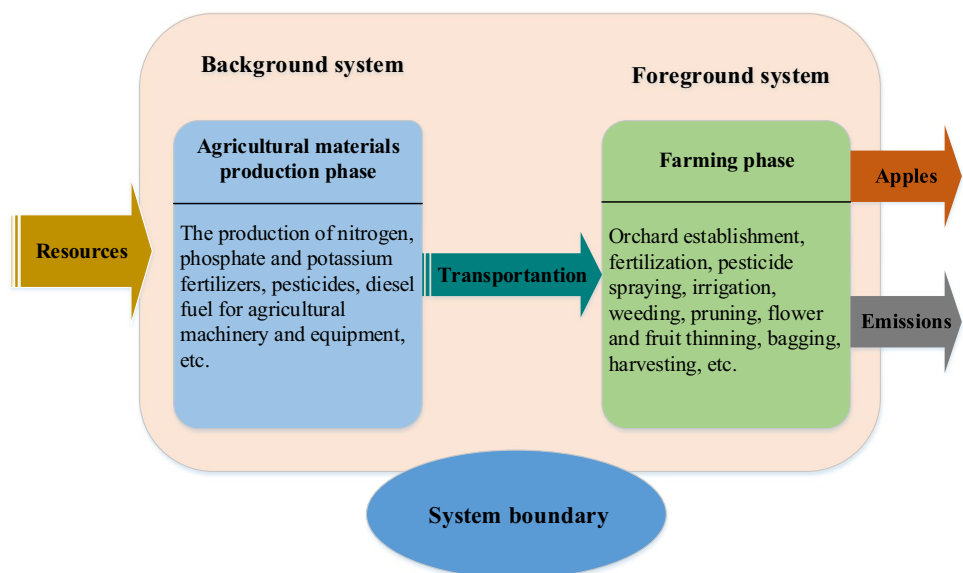 Background system
Foreground system
Agricultural materials
production phase
The production of nitrogen,
phosphate and potassium
fertilizers, pesticides, diesel
fuel for agricultural
machinery and equipment,
etc.
Farming phase
Orchard establishment,
fertilization, pesticide
spraying, irrigation,
weeding, pruning, flower
and fruit thinning, bagging,
harvesting, etc.
Resources
Transportantion
Apples
Emissions
System boundary